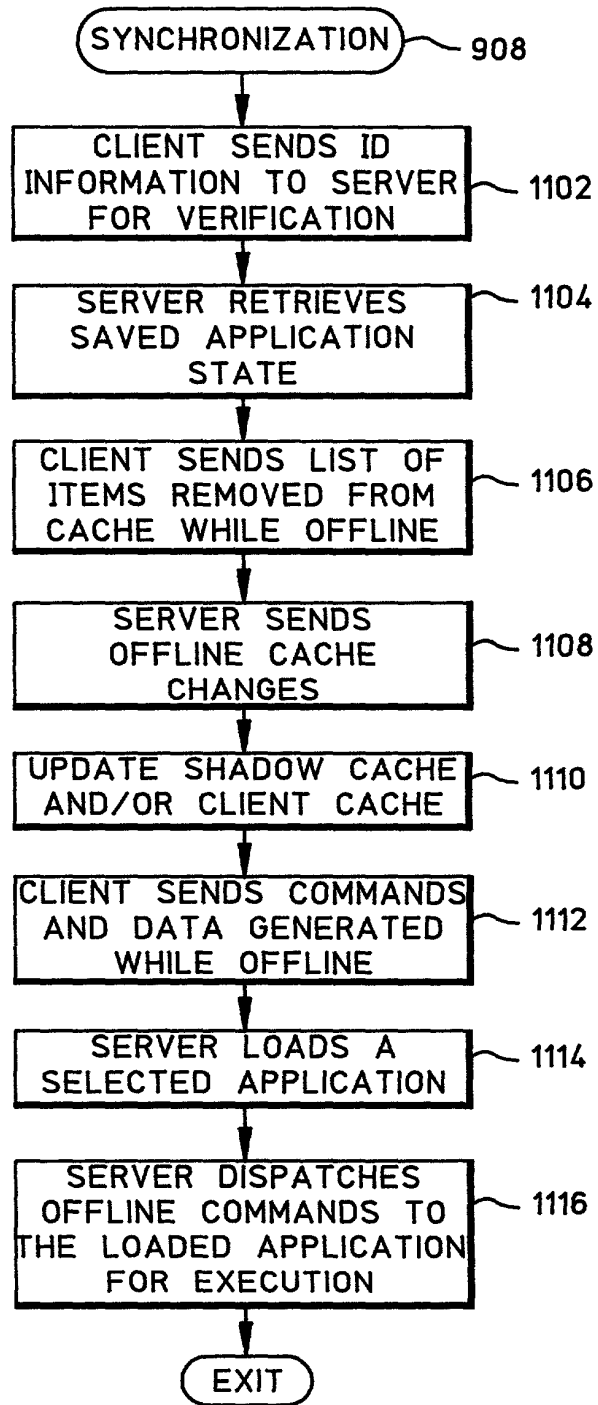 SYNCHRONIZATION
908
CLIENT SENDS ID
INFORMATION TO SERVER
FOR VERIFICATION
1102
SERVER RETRIEVES
SAVED APPLICATION
STATE
1104
CLIENT SENDS LIST OF
ITEMS REMOVED FROM
CACHE WHILE OFFLINE
1106
SERVER SENDS
OFFLINE CACHE
CHANGES
1108
UPDATE SHADOW CACHE
AND/OR CLIENT CACHE
1110
CLIENT SENDS COMMANDS
AND DATA GENERATED
WHILE OFFLINE
1112
SERVER LOADS A
SELECTED APPLICATION
1114
SERVER DISPATCHES
OFFLINE COMMANDS TO
THE LOADED APPLICATION
FOR EXECUTION
1116
EXIT